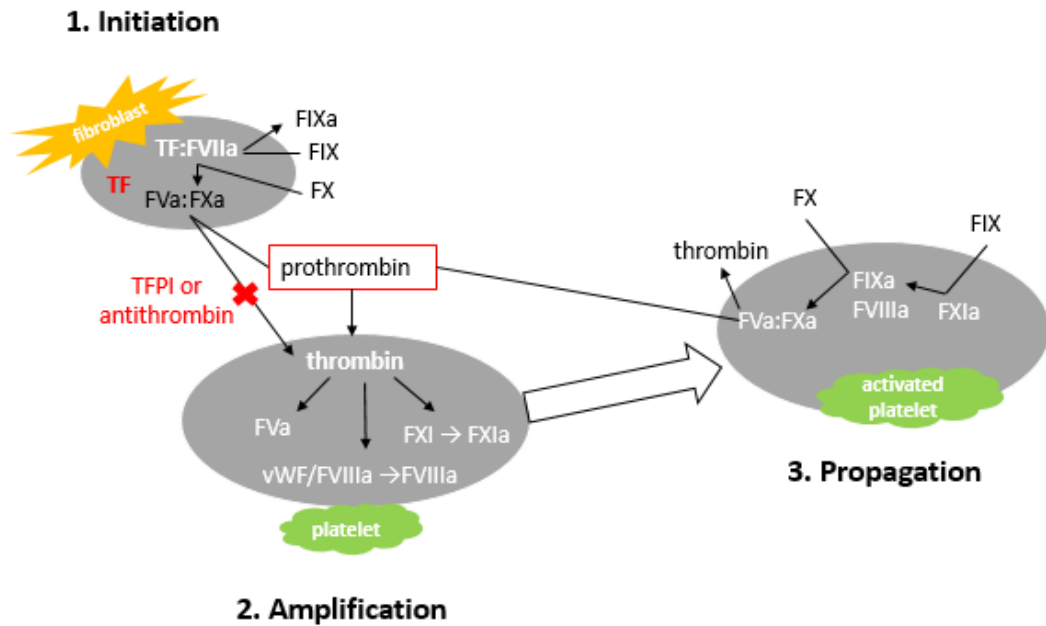 1. Initiation
fibroblast
TF:FVIIa
FIXa
FIX
TF
FVa:FXa
FX
TFPI or
antithrombin
prothrombin
thrombin
FVa
FXI → FXIa
vWF/FVIIIa →FVIIIa
platelet
2. Amplification
FX
FIX
thrombin
FIXa
FVIIIa
FXIa
FVa:FXa
activated
platelet
3. Propagation